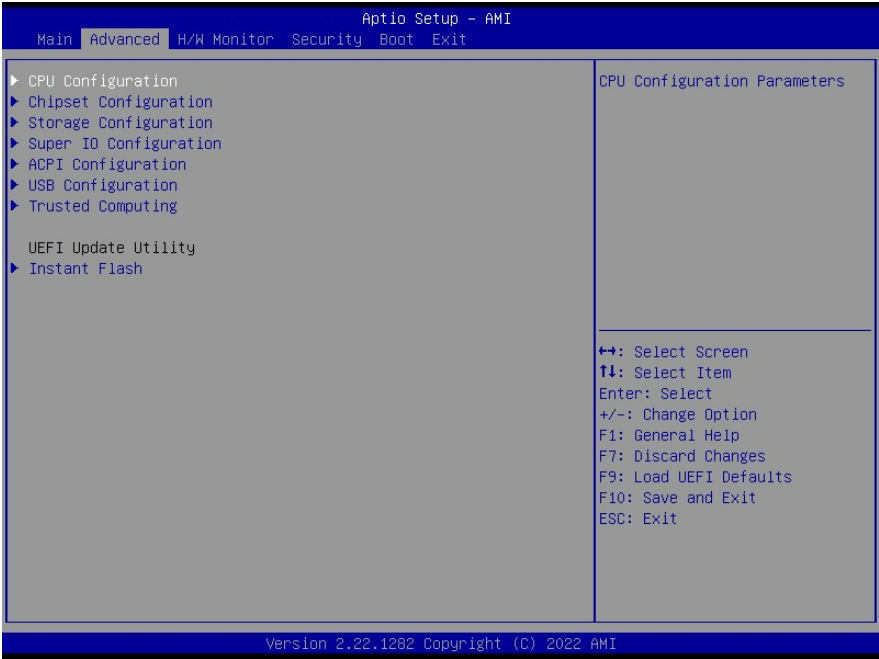 Aptio Setup - AMI
Main Advanced H/W Monitor Security Boot Exit
CPU Configuration
Chipset Configuration
Storage Configuration
Super IO Configuration
ACPI Configuration
USB Configuration
Trusted Computing
UEFI Update Utility
Instant Flash
CPU Configuration Parameters
↔: Select Screen
↑↓: Select Item
Enter: Select
+/-: Change Option
F1: General Help
F7: Discard Changes
F9: Load UEFI Defaults
F10: Save and Exit
ESC: Exit
Version 2.22.1282 Copyright (C) 2022 AMI